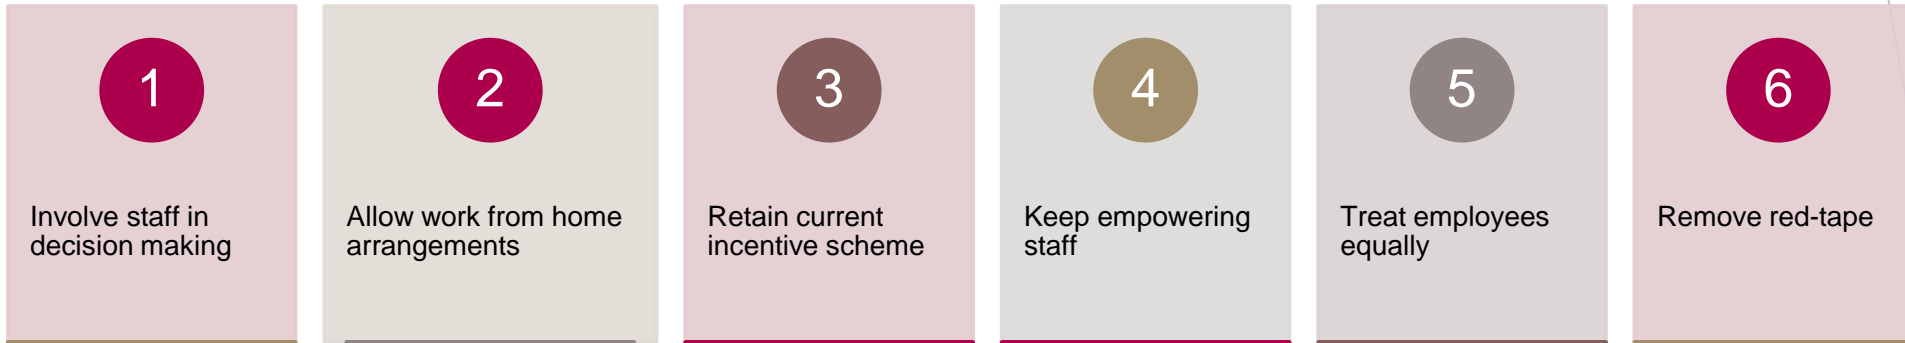 1
Involve staff in
decision making
2
Allow work from home
arrangements
3
Retain current
incentive scheme
4
Keep empowering
staff
5
Treat employees
equally
6
Remove red-tape